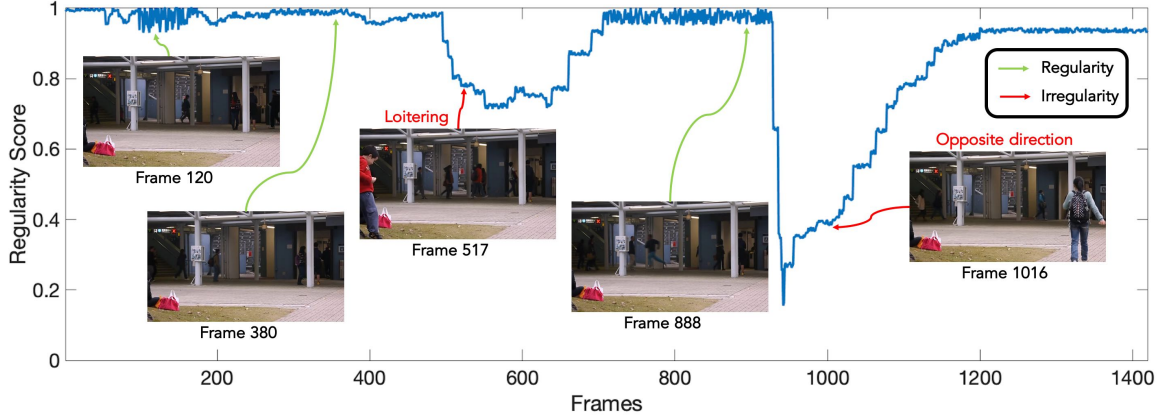 1
0.8
0.6
0.4
0.2
0
Regularity Score
200
400
600
800
1000
1200
1400
Frames
Frame 120
Frame 380
Loitering
Frame 517
Frame 888
Opposite direction
Frame 1016
Regularity
Irregularity